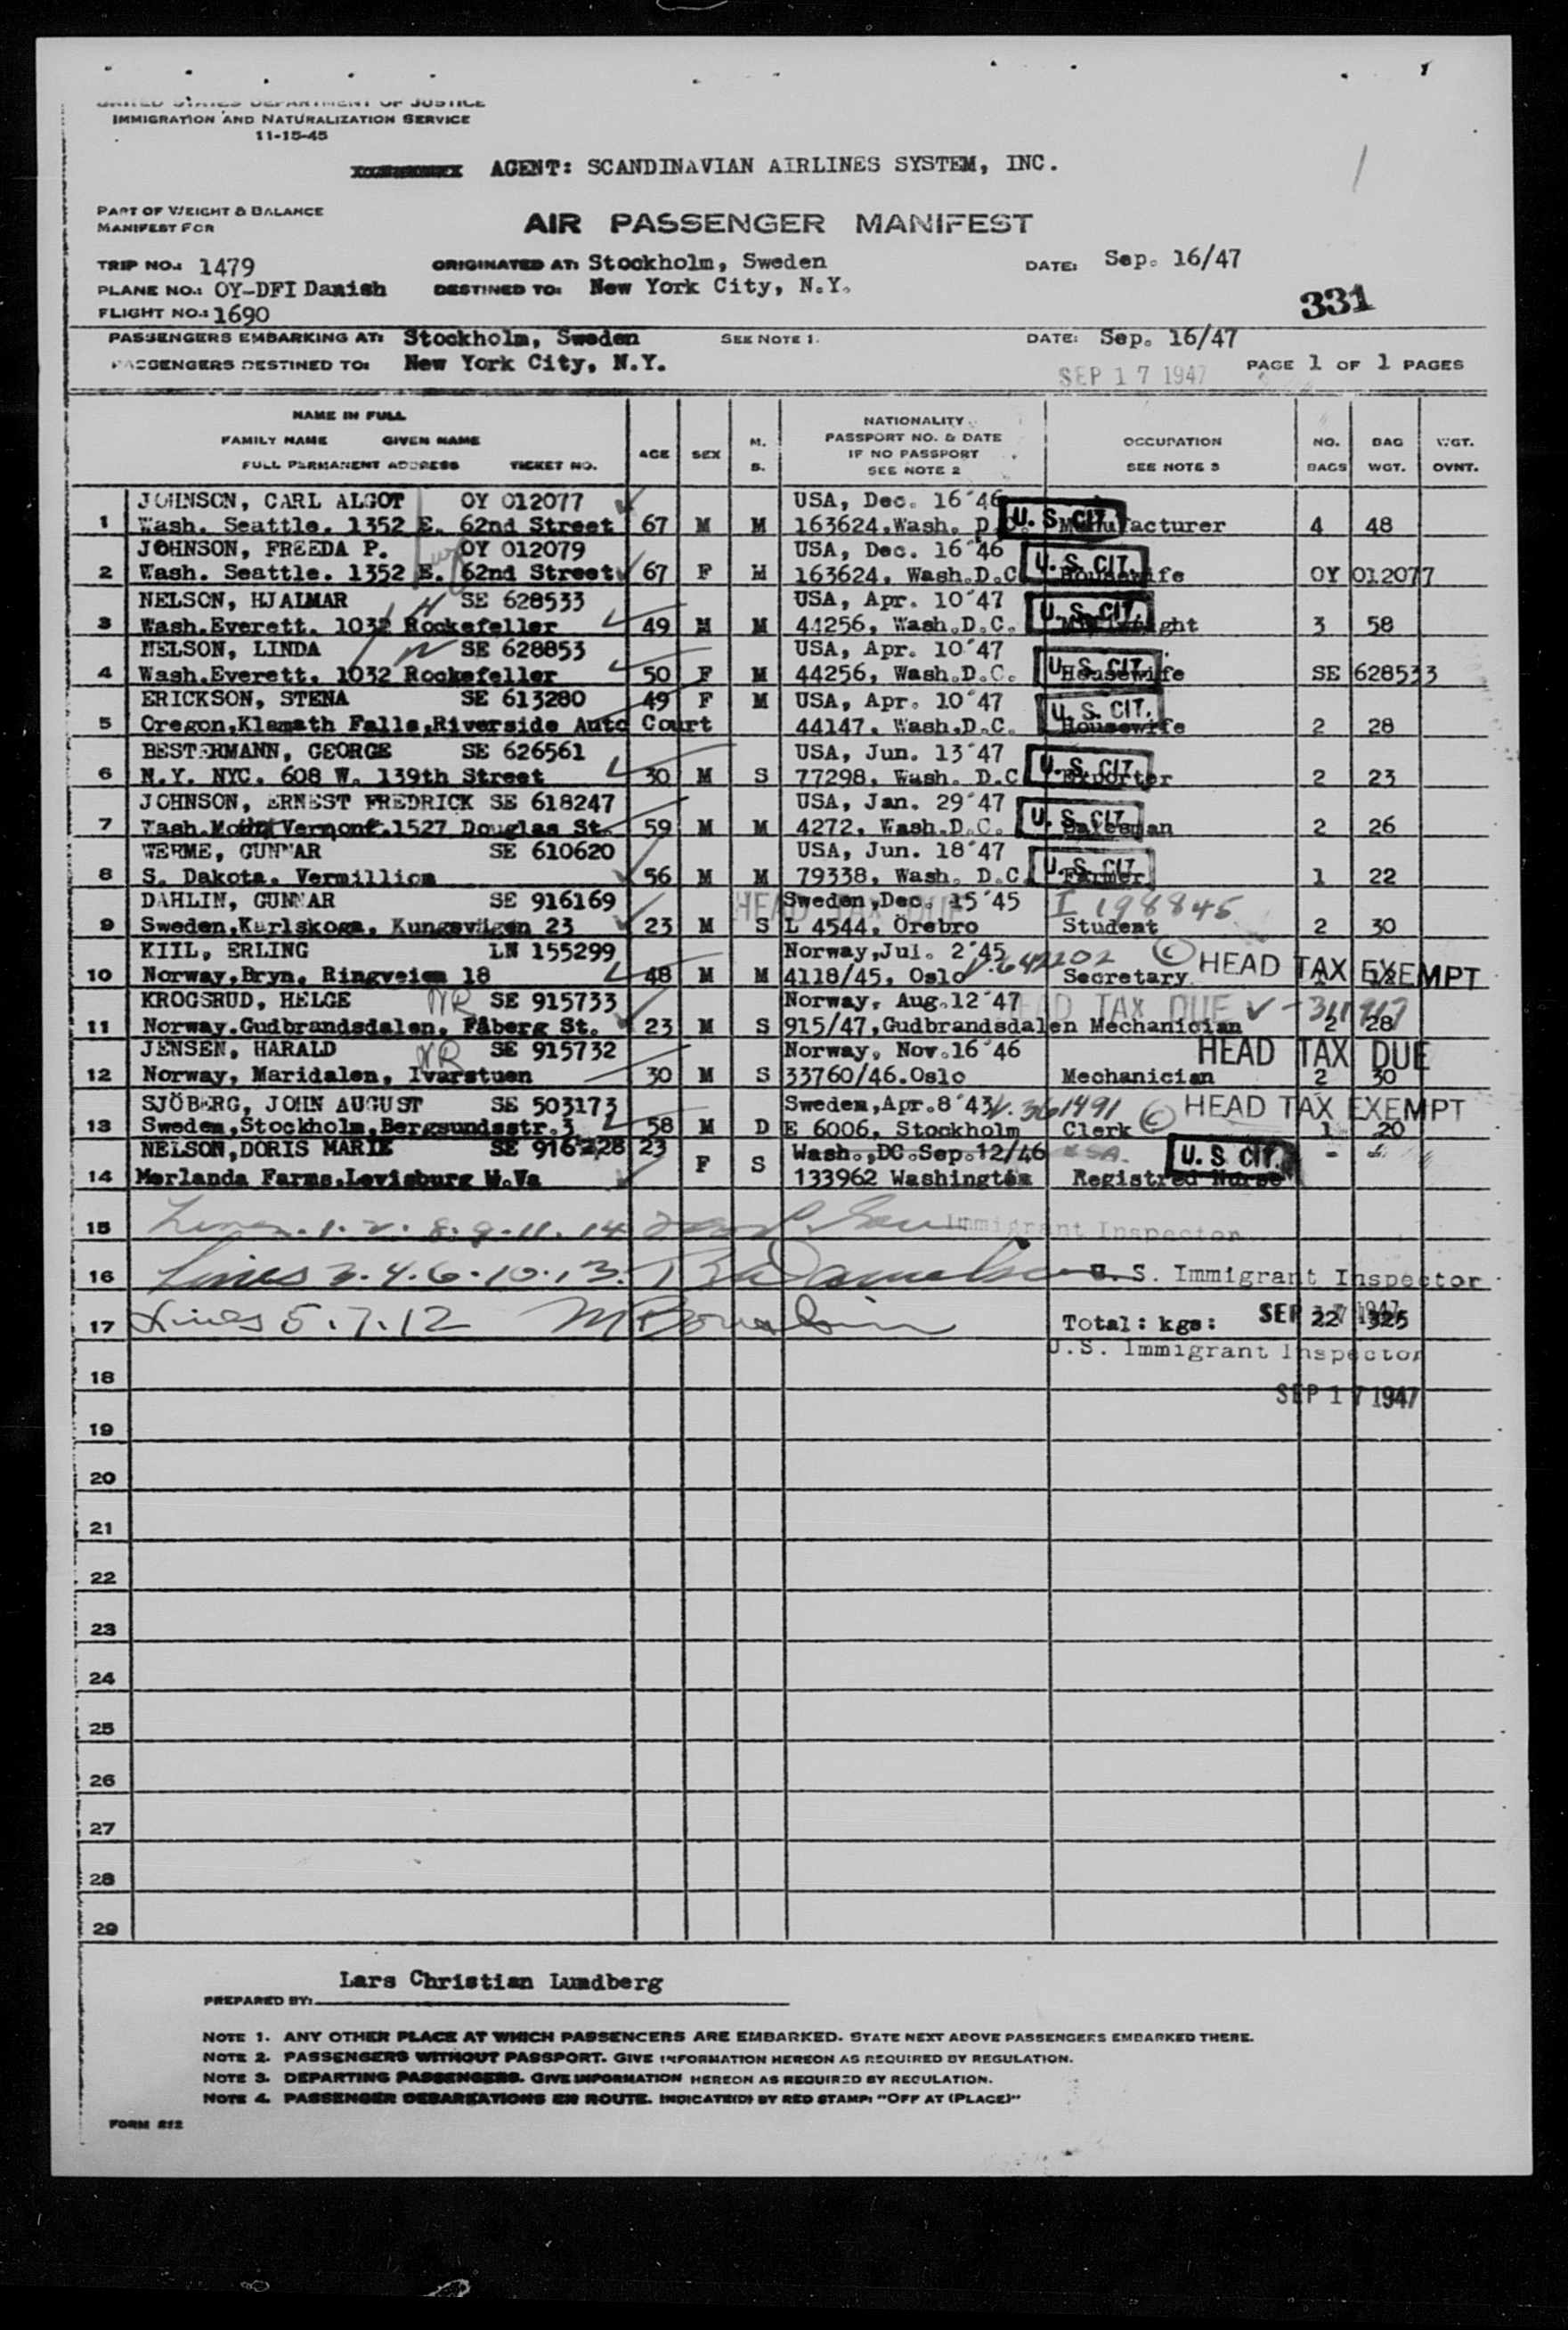 UNITED STATES DEPARTMENT OF JUSTICE
IMMIGRATION AND NATURALIZATION SERVICE
11-15-45
AGENT: SCANDINAVIAN AIRLINES SYSTEM, INC.
PART OF WEIGHT & BALANCE
MANIFEST FOR
AIR PASSENGER MANIFEST
TRIP NO.: 1479 ORIGINATED AT: Stockholm, Sweden DATE: Sep. 16/47
PLANE NO.: OY-DFI Danish DESTINED TO: New York City, N.Y.
FLIGHT NO.: 1690 331
PASSENGERS EMBARKING AT: Stockholm, Sweden SEE NOTE 1. DATE: Sep. 16/47
PASSENGERS DESTINED TO: New York City, N.Y. SEP 17 1947 PAGE 1 OF 1 PAGES
NAME IN FULL
FAMILY NAME GIVEN NAME
FULL PERMANENT ADDRESS TICKET NO.
AGE SEX M. S.
NATIONALITY
PASSPORT NO. & DATE
IF NO PASSPORT
SEE NOTE 2
OCCUPATION
SEE NOTE 3
NO. BAGS
BAG WGT.
WGT. OVNT.
JOHNSON, CARL ALGOT OY 012077 USA, Dec. 16'46 U. S. CIT.
1 Wash. Seattle. 1352 E. 62nd Street 67 M M 163624, Wash. D.C. Manufacturer 4 48
JOHNSON, FREEDA P. OY 012079 USA, Dec. 16'46 U. S. CIT.
2 Wash. Seattle. 1352 E. 62nd Street 67 F M 163624, Wash.D.C. Housewife OY 012077
NELSON, HJALMAR SE 628533 USA, Apr. 10'47 U. S. CIT.
3 Wash.Everett. 1032 Rockefeller 49 M M 44256, Wash.D.C. 3 58
NELSON, LINDA SE 628853 USA, Apr. 10'47 U. S. CIT.
4 Wash.Everett. 1032 Rockefeller 50 F M 44256, Wash.D.C. Housewife SE 628533
ERICKSON, STENA SE 613280 49 F M USA, Apr. 10'47 U. S. CIT.
5 Oregon,Klamath Falls,Riverside Auto Court 44147, Wash.D.C. Housewife 2 28
BESTERMANN, GEORGE SE 626561 USA, Jun. 13'47 U. S. CIT.
6 N.Y. NYC. 608 W. 139th Street 30 M S 77298, Wash. D.C. Exporter 2 23
JOHNSON, ERNEST FREDRICK SE 618247 USA, Jan. 29'47 U. S. CIT.
7 Wash. Vernont.1527 Douglas St. 59 M M 4272, Wash.D.C. Salesman 2 26
WERME, GUNNAR SE 610620 USA, Jun. 18'47 U. S. CIT.
8 S. Dakota, Vermillion 56 M M 79338, Wash. D.C. Farmer 1 22
DAHLIN, GUNNAR SE 916169 HEAD TAX DUE Sweden,Dec. 15'45 I 198845
9 Sweden,Karlskoga, Kungsvägen 23 23 M S L 4544, Örebro Student 2 30
KIIL, ERLING LN 155299 Norway,Jul. 2'45 V. 642202 © HEAD TAX EXEMPT
10 Norway,Bryn, Ringveien 18 48 M M 4118/45, Oslo Secretary
KROGSRUD, HELGE NR SE 915733 Norway, Aug.12'47 HEAD TAX DUE
11 Norway.Gudbrandsdalen, Fåberg St. 23 M S 915/47,Gudbrandsdalen Mechanician 2 28
JENSEN, HARALD NR SE 915732 Norway, Nov.16'46 HEAD TAX DUE
12 Norway, Maridalen, Ivarstuen 30 M S 33760/46.Oslo Mechanician 2 30
SJÖBERG, JOHN AUGUST SE 503173 Sweden,Apr.8'43 V. 361491 © HEAD TAX EXEMPT
13 Sweden,Stockholm,Bergsundsstr.3 58 M D E 6006, Stockholm Clerk 1 20
NELSON,DORIS MARIE SE 916228 23 Wash.,DC.Sep.12/46 USA. U. S CIT. - -
14 Merlanda Farms,Levisburg W.Va F S 133962 Washington Registred Nurse
15 Lines. 1. 2. 8. 9. 11. 14 Immigrant Inspector
16 Lines 3. 4. 6. 10. 13. U. S. Immigrant Inspector
17 Lines 5. 7. 12 Total: kgs: SEP 17 1947 22 325
U.S. Immigrant Inspector
18
SEP 17 1947
19
20
21
22
23
24
25
26
27
28
29
PREPARED BY: Lars Christian Lundberg
NOTE 1. ANY OTHER PLACE AT WHICH PASSENGERS ARE EMBARKED. STATE NEXT ABOVE PASSENGERS EMBARKED THERE.
NOTE 2. PASSENGERS WITHOUT PASSPORT. GIVE INFORMATION HEREON AS REQUIRED BY REGULATION.
NOTE 3. DEPARTING PASSENGERS. GIVE INFORMATION HEREON AS REQUIRED BY REGULATION.
NOTE 4. PASSENGER DEBARKATIONS EN ROUTE. INDICATE(D) BY RED STAMP: "OFF AT (PLACE)"
FORM 212